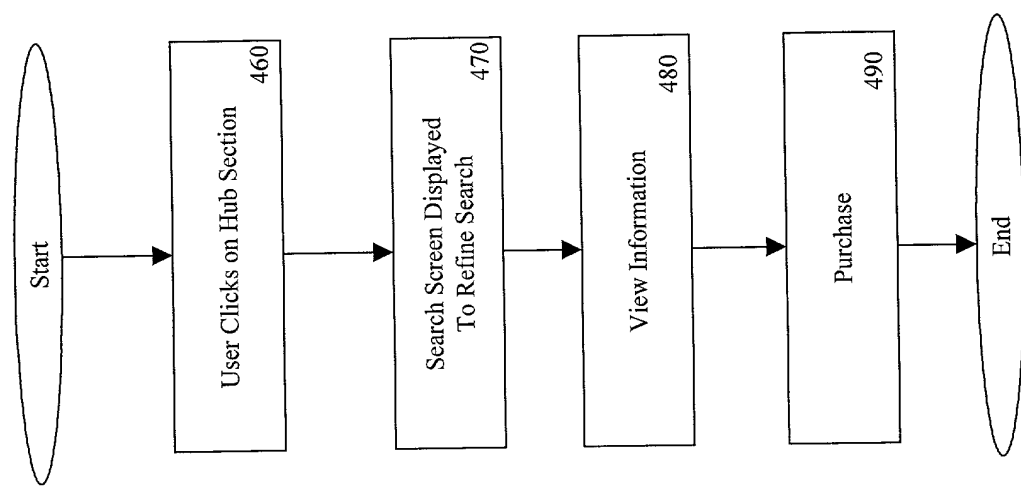 Start
User Clicks on Hub Section
460
Search Screen Displayed
To Refine Search
470
View Information
480
Purchase
490
End